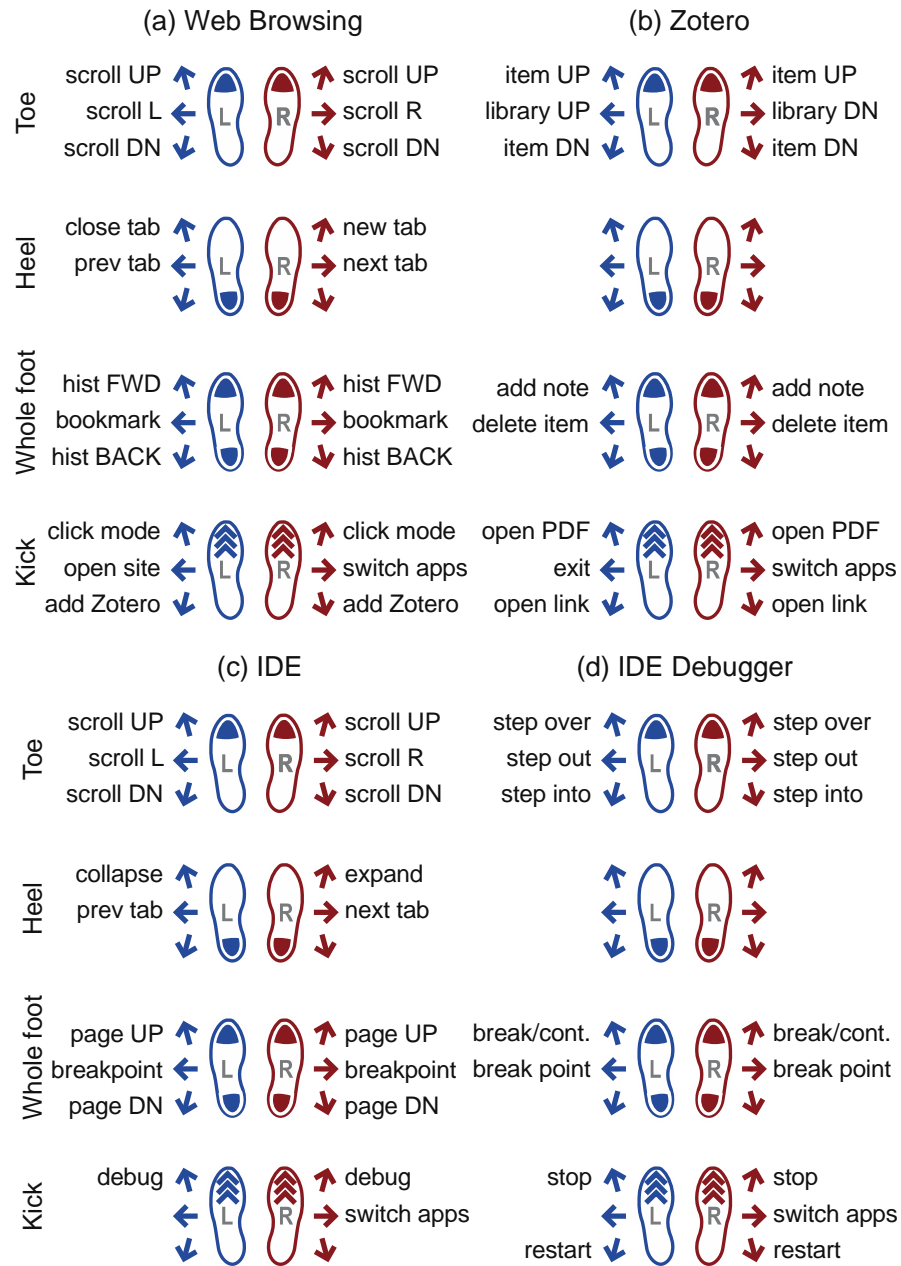 (a) Web Browsing
(b) Zotero
Toe
scroll UP scroll UP item UP item UP
scroll L L R scroll R library UP L R library DN
scroll DN scroll DN item DN item DN
Heel
close tab new tab
prev tab L R next tab L R
Whole foot
hist FWD hist FWD add note add note
bookmark L R bookmark delete item L R delete item
hist BACK hist BACK
Kick
click mode click mode open PDF open PDF
open site L R switch apps exit L R switch apps
add Zotero add Zotero open link open link
(c) IDE
(d) IDE Debugger
Toe
scroll UP scroll UP step over step over
scroll L L R scroll R step out L R step out
scroll DN scroll DN step into step into
Heel
collapse expand
prev tab L R next tab L R
Whole foot
page UP page UP break/cont. break/cont.
breakpoint L R breakpoint break point L R break point
page DN page DN
Kick
debug debug stop stop
L R switch apps L R switch apps
restart restart